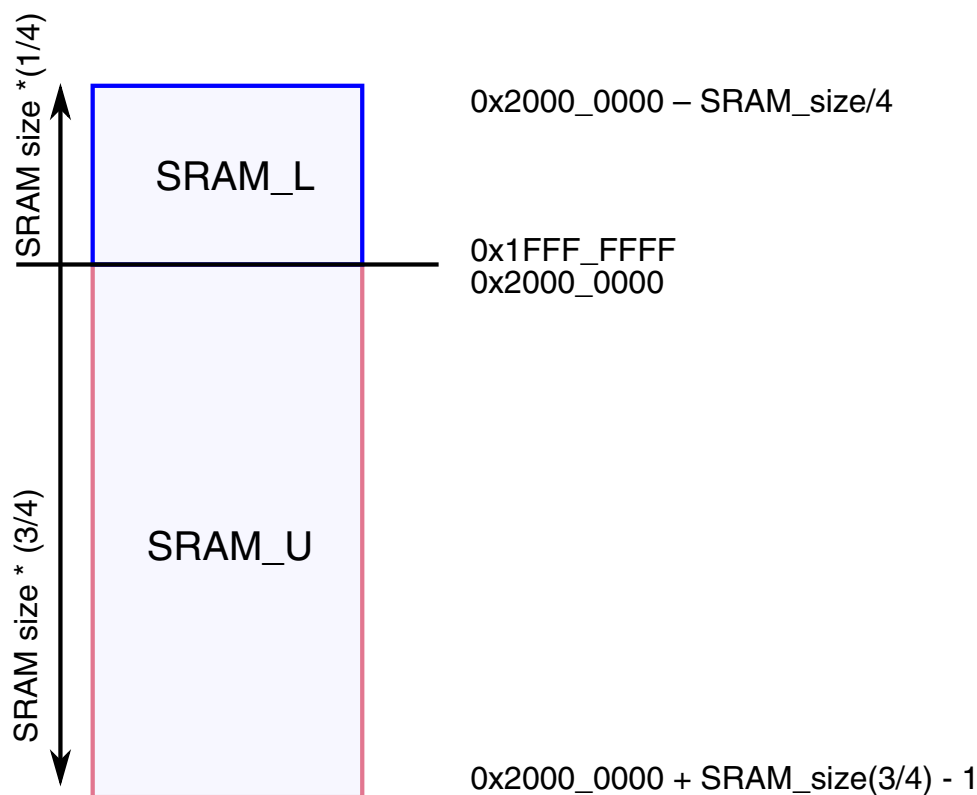 SRAM size *(1/4)
0x2000_0000 – SRAM_size/4
SRAM_L
0x1FFF_FFFF
0x2000_0000
SRAM size * (3/4)
SRAM_U
0x2000_0000 + SRAM_size(3/4) - 1